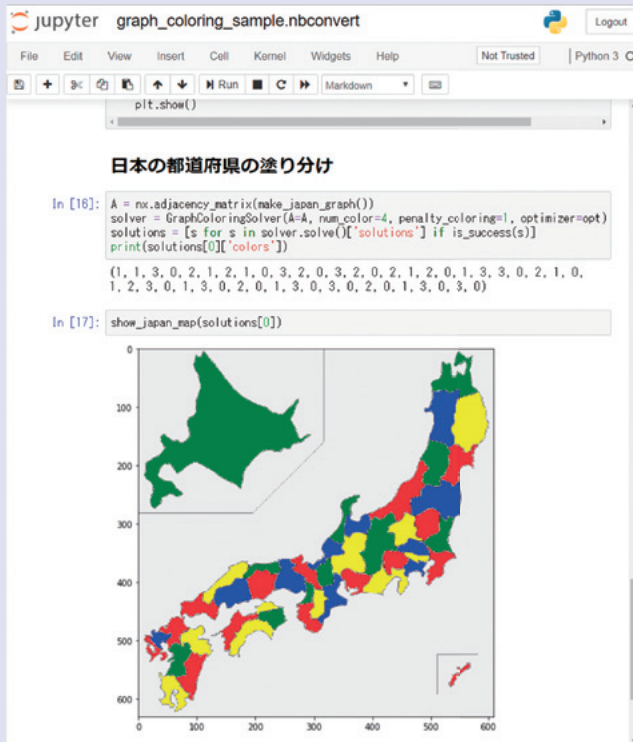 jupyter graph_coloring_sample.nbconvert Logout
File Edit View Insert Cell Kernel Widgets Help Not Trusted Python 3
Run Markdown
plt.show()
日本の都道府県の塗り分け
In [16]: A = nx.adjacency_matrix(make_japan_graph())
solver = GraphColoringSolver(A=A, num_color=4, penalty_coloring=1, optimizer=opt)
solutions = [s for s in solver.solve()['solutions'] if is_success(s)]
print(solutions[0]['colors'])
(1, 1, 3, 0, 2, 1, 2, 1, 0, 3, 2, 0, 3, 2, 0, 2, 1, 2, 0, 1, 3, 3, 0, 2, 1, 0,
1, 2, 3, 0, 1, 3, 0, 2, 0, 1, 3, 0, 3, 0, 2, 0, 1, 3, 0, 3, 0)
In [17]: show_japan_map(solutions[0])
0
100
200
300
400
500
600
0 100 200 300 400 500 600